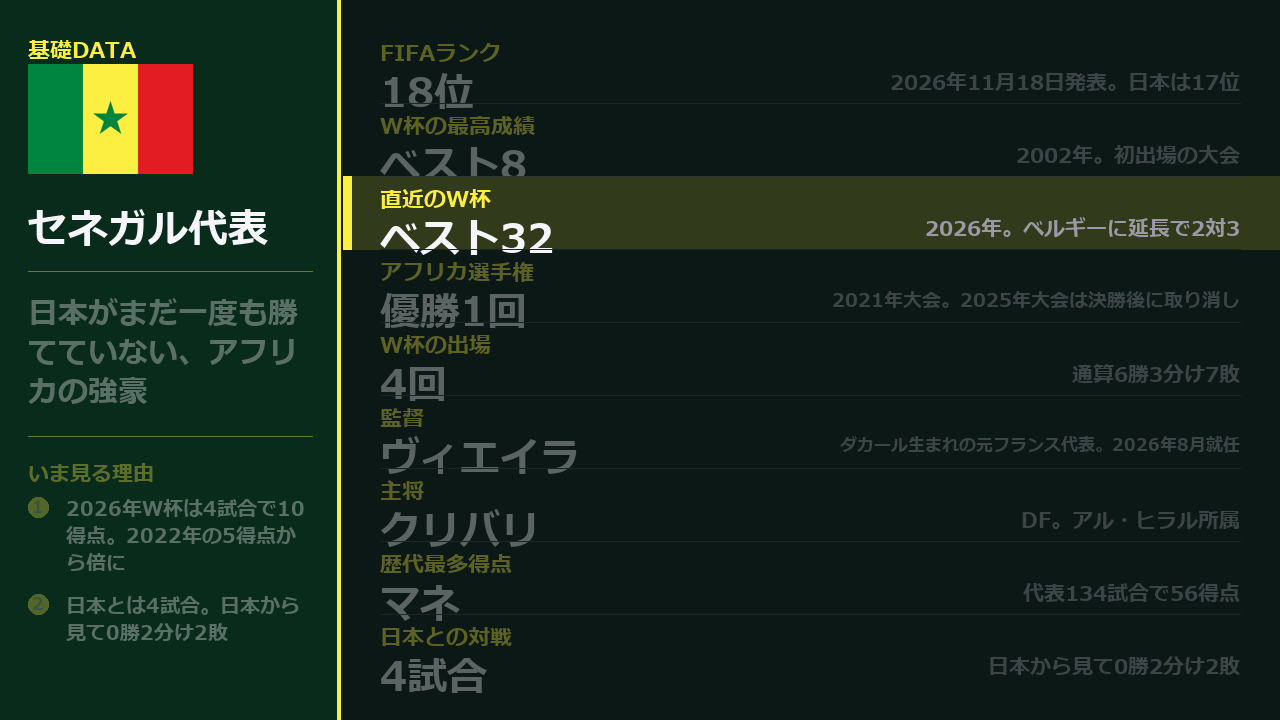 基礎DATA
セネガル代表
日本がまだ一度も勝
てていない、アフリ
カの強豪
いま見る理由
1 2026年W杯は4試合で10
得点。2022年の5得点か
ら倍に
2 日本とは4試合。日本から
見て0勝2分け2敗
FIFAランク
18位 2026年11月18日発表。日本は17位
W杯の最高成績
ベスト8 2002年。初出場の大会
直近のW杯
ベスト32 2026年。ベルギーに延長で2対3
アフリカ選手権
優勝1回 2021年大会。2025年大会は決勝後に取り消し
W杯の出場
4回 通算6勝3分け7敗
監督
ヴィエイラ ダカール生まれの元フランス代表。2026年8月就任
主将
クリバリ DF。アル・ヒラル所属
歴代最多得点
マネ 代表134試合で56得点
日本との対戦
4試合 日本から見て0勝2分け2敗